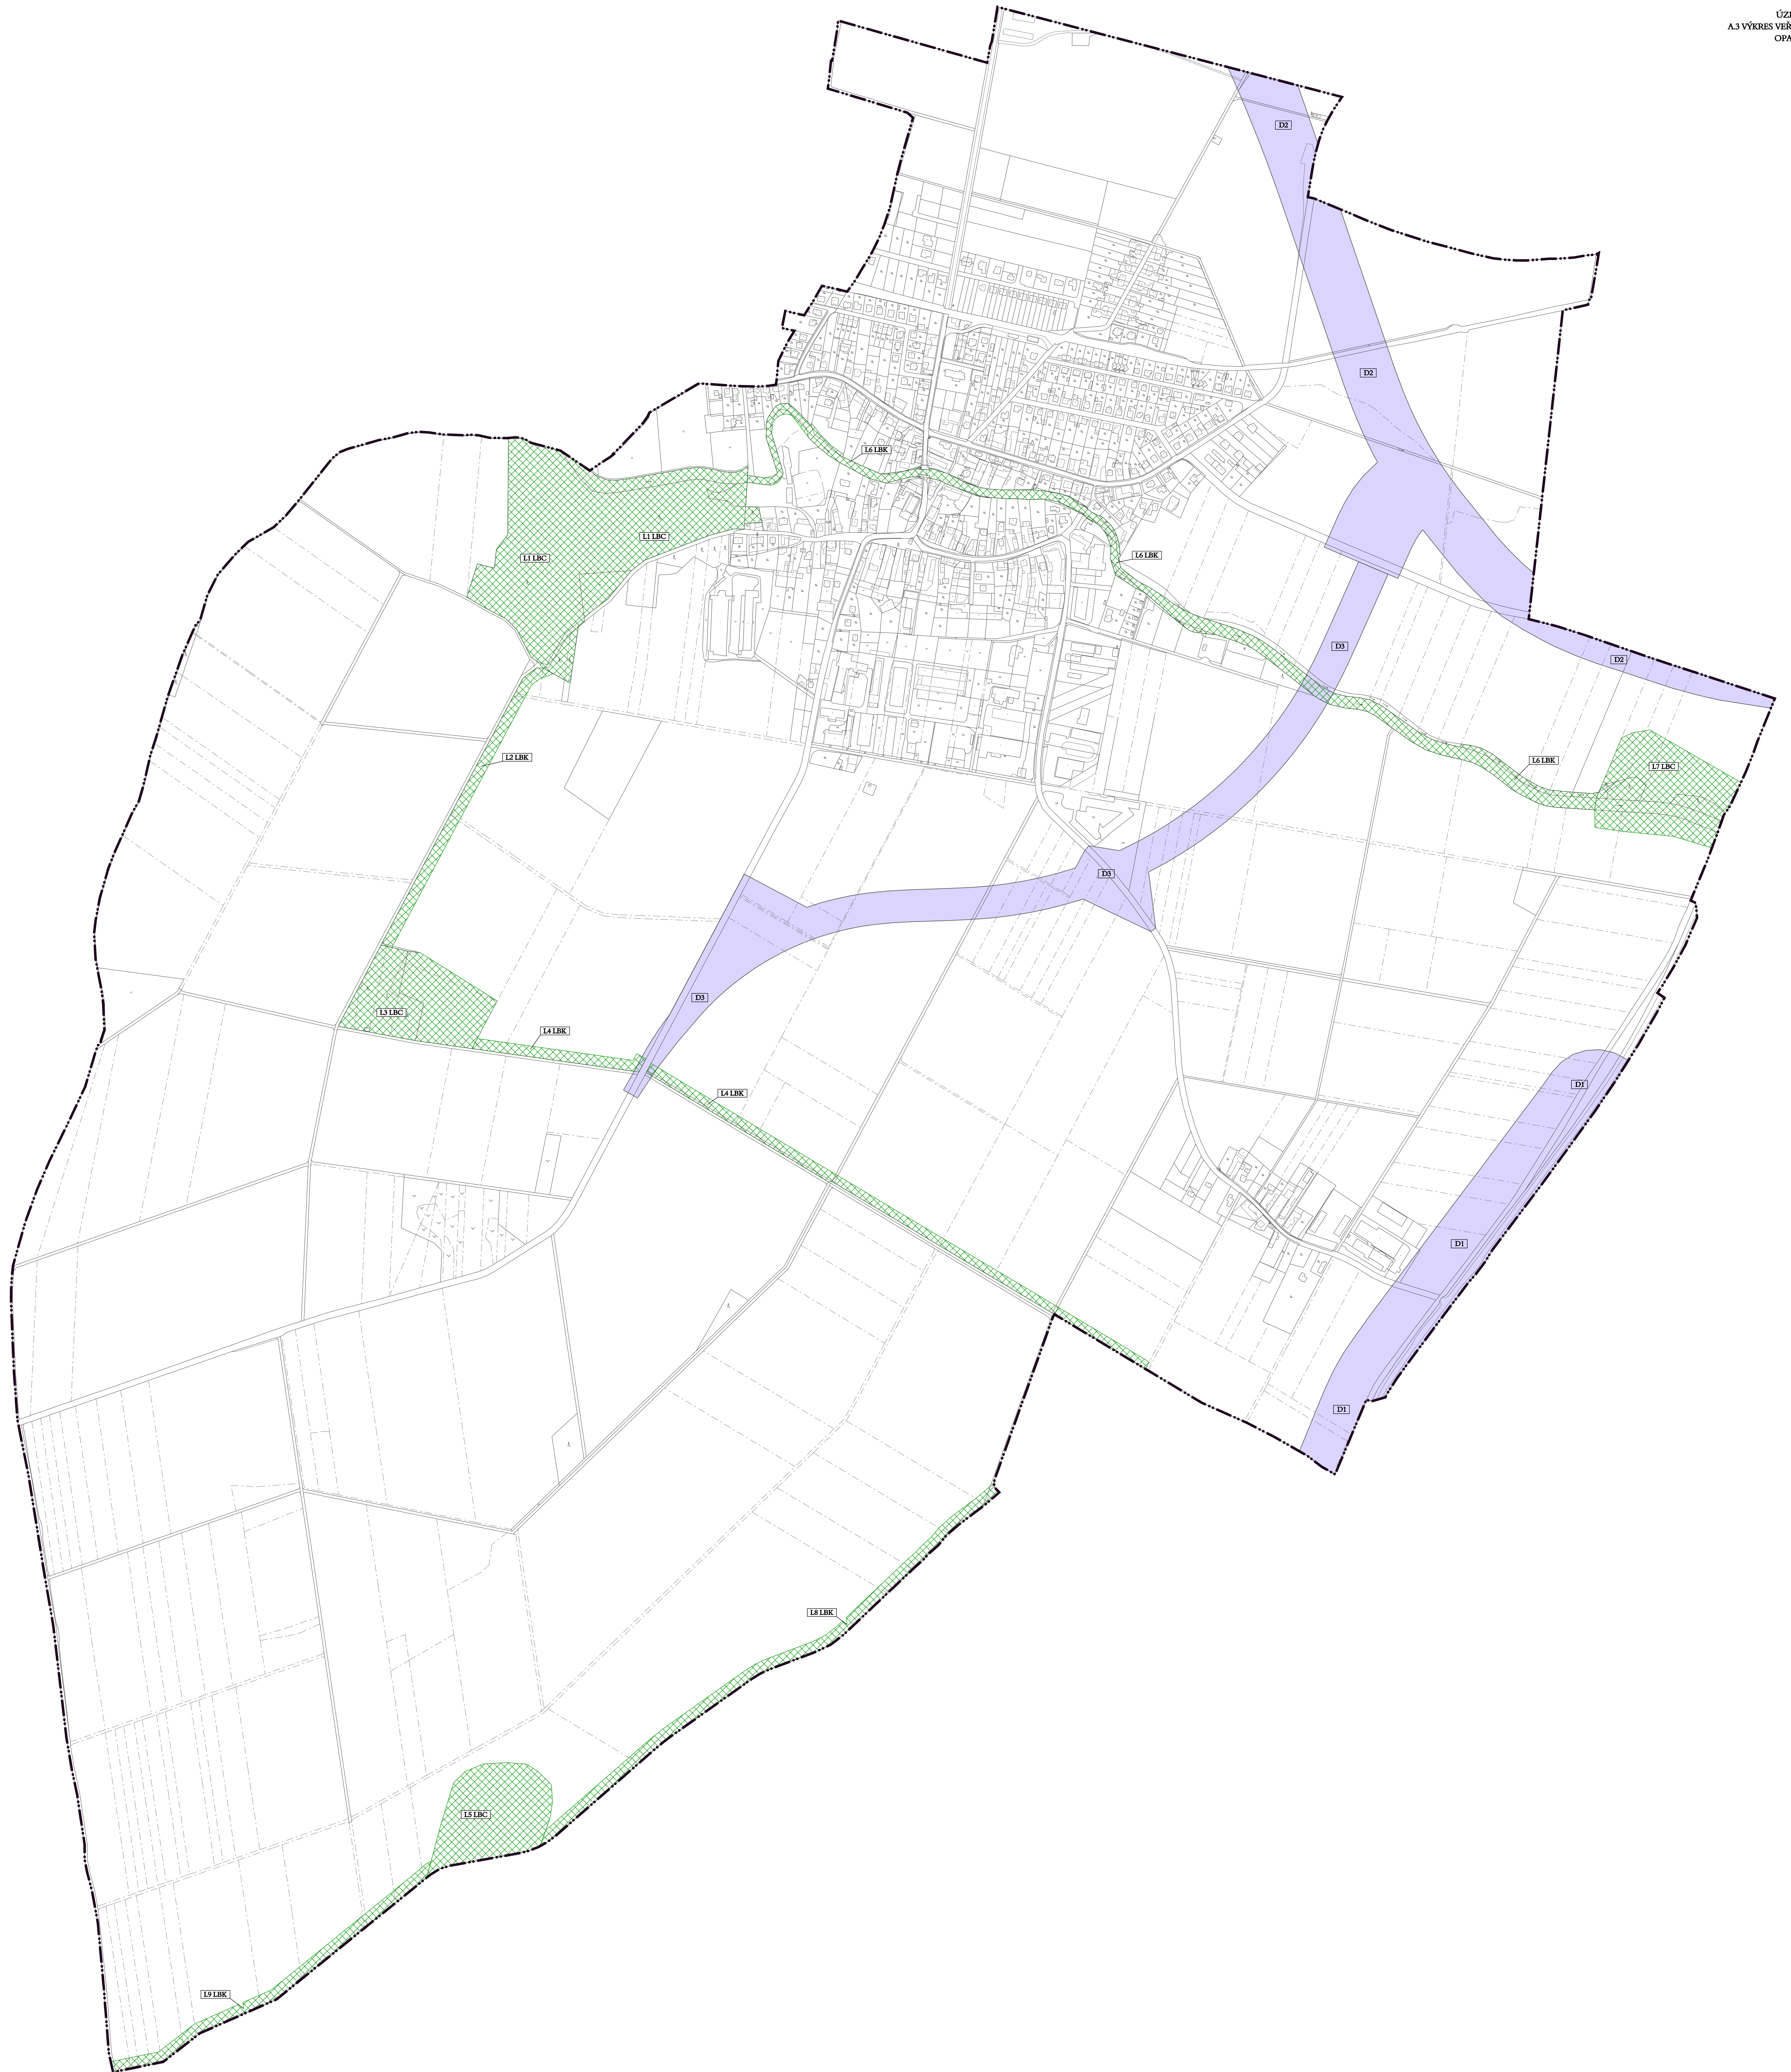 ÚZE
A.3 VÝKRES VEŘ
OPA
D2
D2
L6 LBK
L1 LBC
L1 LBC
L6 LBK
D3
D2
L2 LBK
L6 LBK
L7 LBC
D3
D3
L3 LBC
L4 LBK
D1
L4 LBK
D1
D1
L8 LBK
L5 LBC
L9 LBK